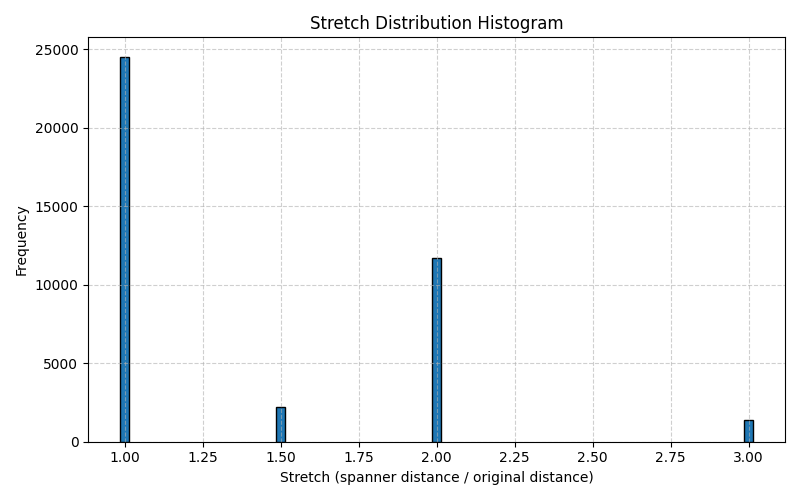 Stretch Distribution Histogram
Frequency
25000
20000
15000
10000
5000
0
1.00 1.25 1.50 1.75 2.00 2.25 2.50 2.75 3.00
Stretch (spanner distance / original distance)